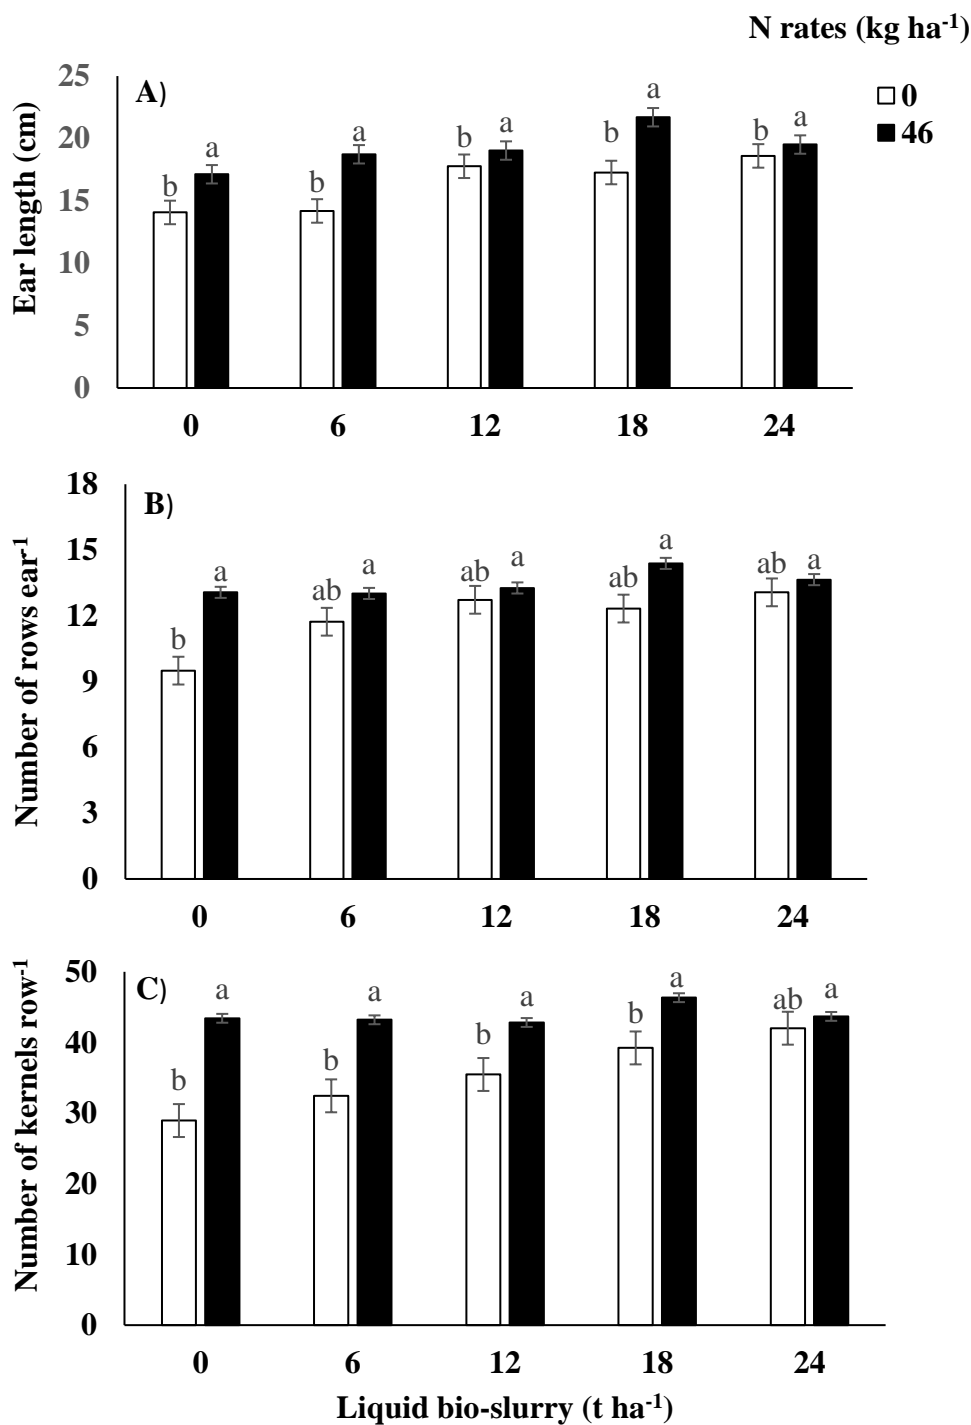 N rates (kg ha-1)
0
46
A)
Ear length (cm)
25
20
15
10
5
0
b a b a b a b a b a
0 6 12 18 24
B)
Number of rows ear-1
18
15
12
9
6
3
0
b a ab a ab a ab a ab a
0 6 12 18 24
C)
Number of kernels row-1
50
40
30
20
10
0
b a b a b a b a ab a
0 6 12 18 24
Liquid bio-slurry (t ha-1)